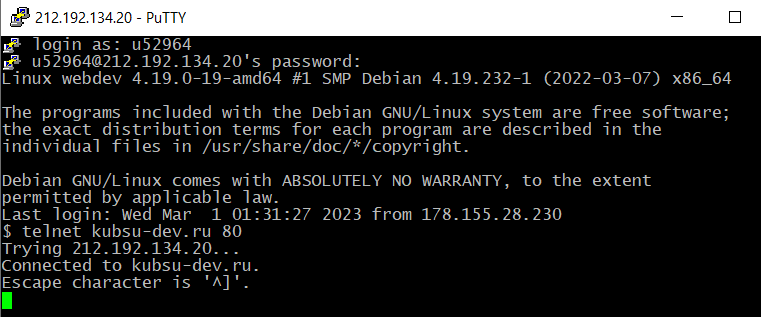 212.192.134.20 - PuTTY
login as: u52964
u52964@212.192.134.20's password:
Linux webdev 4.19.0-19-amd64 #1 SMP Debian 4.19.232-1 (2022-03-07) x86_64
The programs included with the Debian GNU/Linux system are free software;
the exact distribution terms for each program are described in the
individual files in /usr/share/doc/*/copyright.
Debian GNU/Linux comes with ABSOLUTELY NO WARRANTY, to the extent
permitted by applicable law.
Last login: Wed Mar  1 01:31:27 2023 from 178.155.28.230
$ telnet kubsu-dev.ru 80
Trying 212.192.134.20...
Connected to kubsu-dev.ru.
Escape character is '^]'.